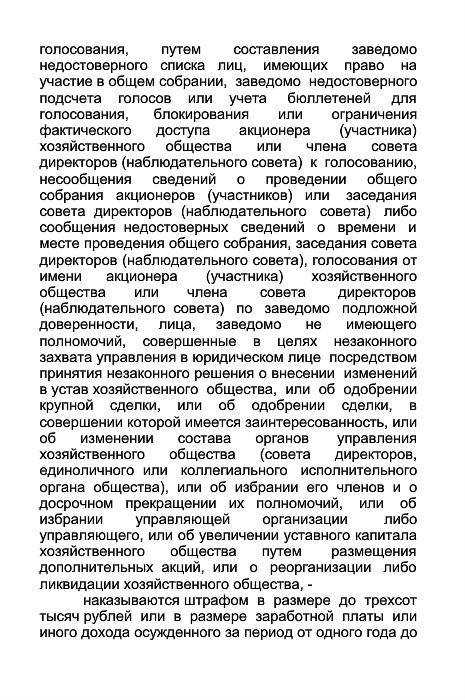 голосования, путем составления заведомо
недостоверного списка лиц, имеющих право на
участие в общем собрании, заведомо недостоверного
подсчета голосов или учета бюллетеней для
голосования, блокирования или ограничения
фактического доступа акционера (участника)
хозяйственного общества или члена совета
директоров (наблюдательного совета) к голосованию,
несообщения сведений о проведении общего
собрания акционеров (участников) или заседания
совета директоров (наблюдательного совета) либо
сообщения недостоверных сведений о времени и
месте проведения общего собрания, заседания совета
директоров (наблюдательного совета), голосования от
имени акционера (участника) хозяйственного
общества или члена совета директоров
(наблюдательного совета) по заведомо подложной
доверенности, лица, заведомо не имеющего
полномочий, совершенные в целях незаконного
захвата управления в юридическом лице посредством
принятия незаконного решения о внесении изменений
в устав хозяйственного общества, или об одобрении
крупной сделки, или об одобрении сделки, в
совершении которой имеется заинтересованность, или
об изменении состава органов управления
хозяйственного общества (совета директоров,
единоличного или коллегиального исполнительного
органа общества), или об избрании его членов и о
досрочном прекращении их полномочий, или об
избрании управляющей организации либо
управляющего, или об увеличении уставного капитала
хозяйственного общества путем размещения
дополнительных акций, или о реорганизации либо
ликвидации хозяйственного общества, -
наказываются штрафом в размере до трехсот
тысяч рублей или в размере заработной платы или
иного дохода осужденного за период от одного года до